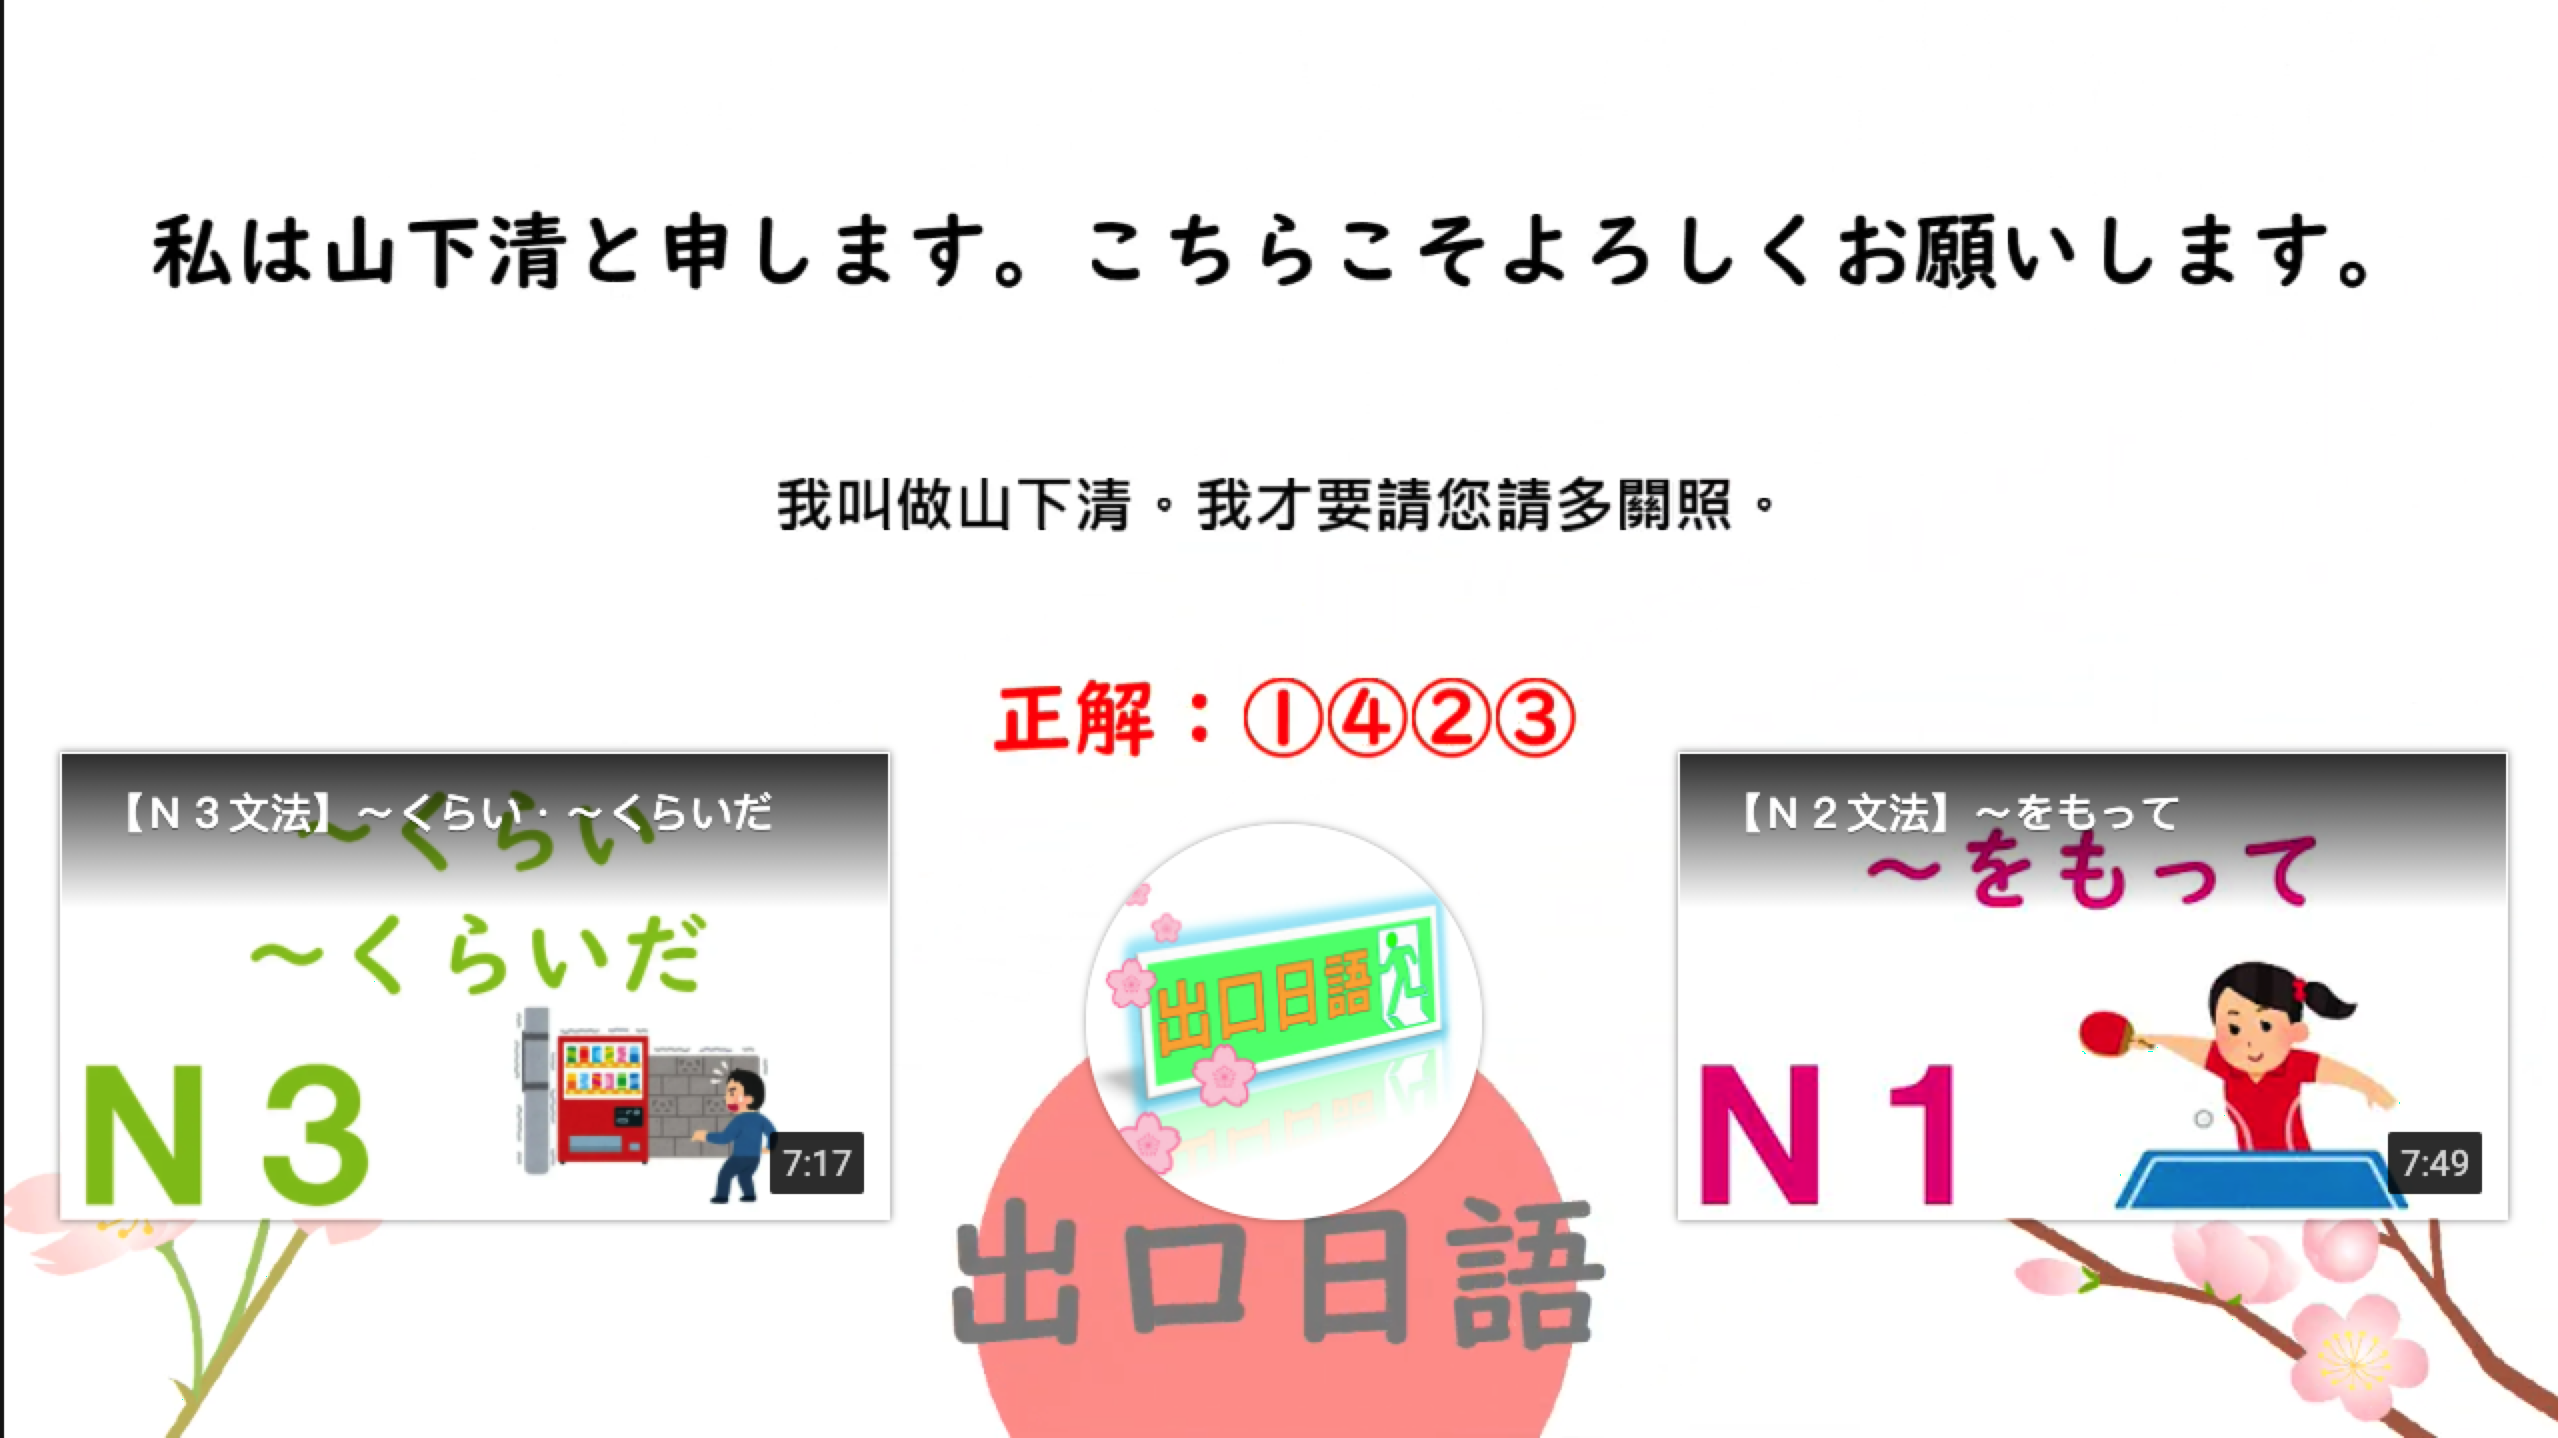 私は山下清と申します。こちらこそよろしくお願いします。
我叫做山下清。我才要請您請多關照。
正解：①④②③
【N３文法】～くらい · ～くらいだ
～くらい
～くらいだ
N３
7:17
出口日語
出口日語
【N２文法】～をもって
～をもって
N１
7:49